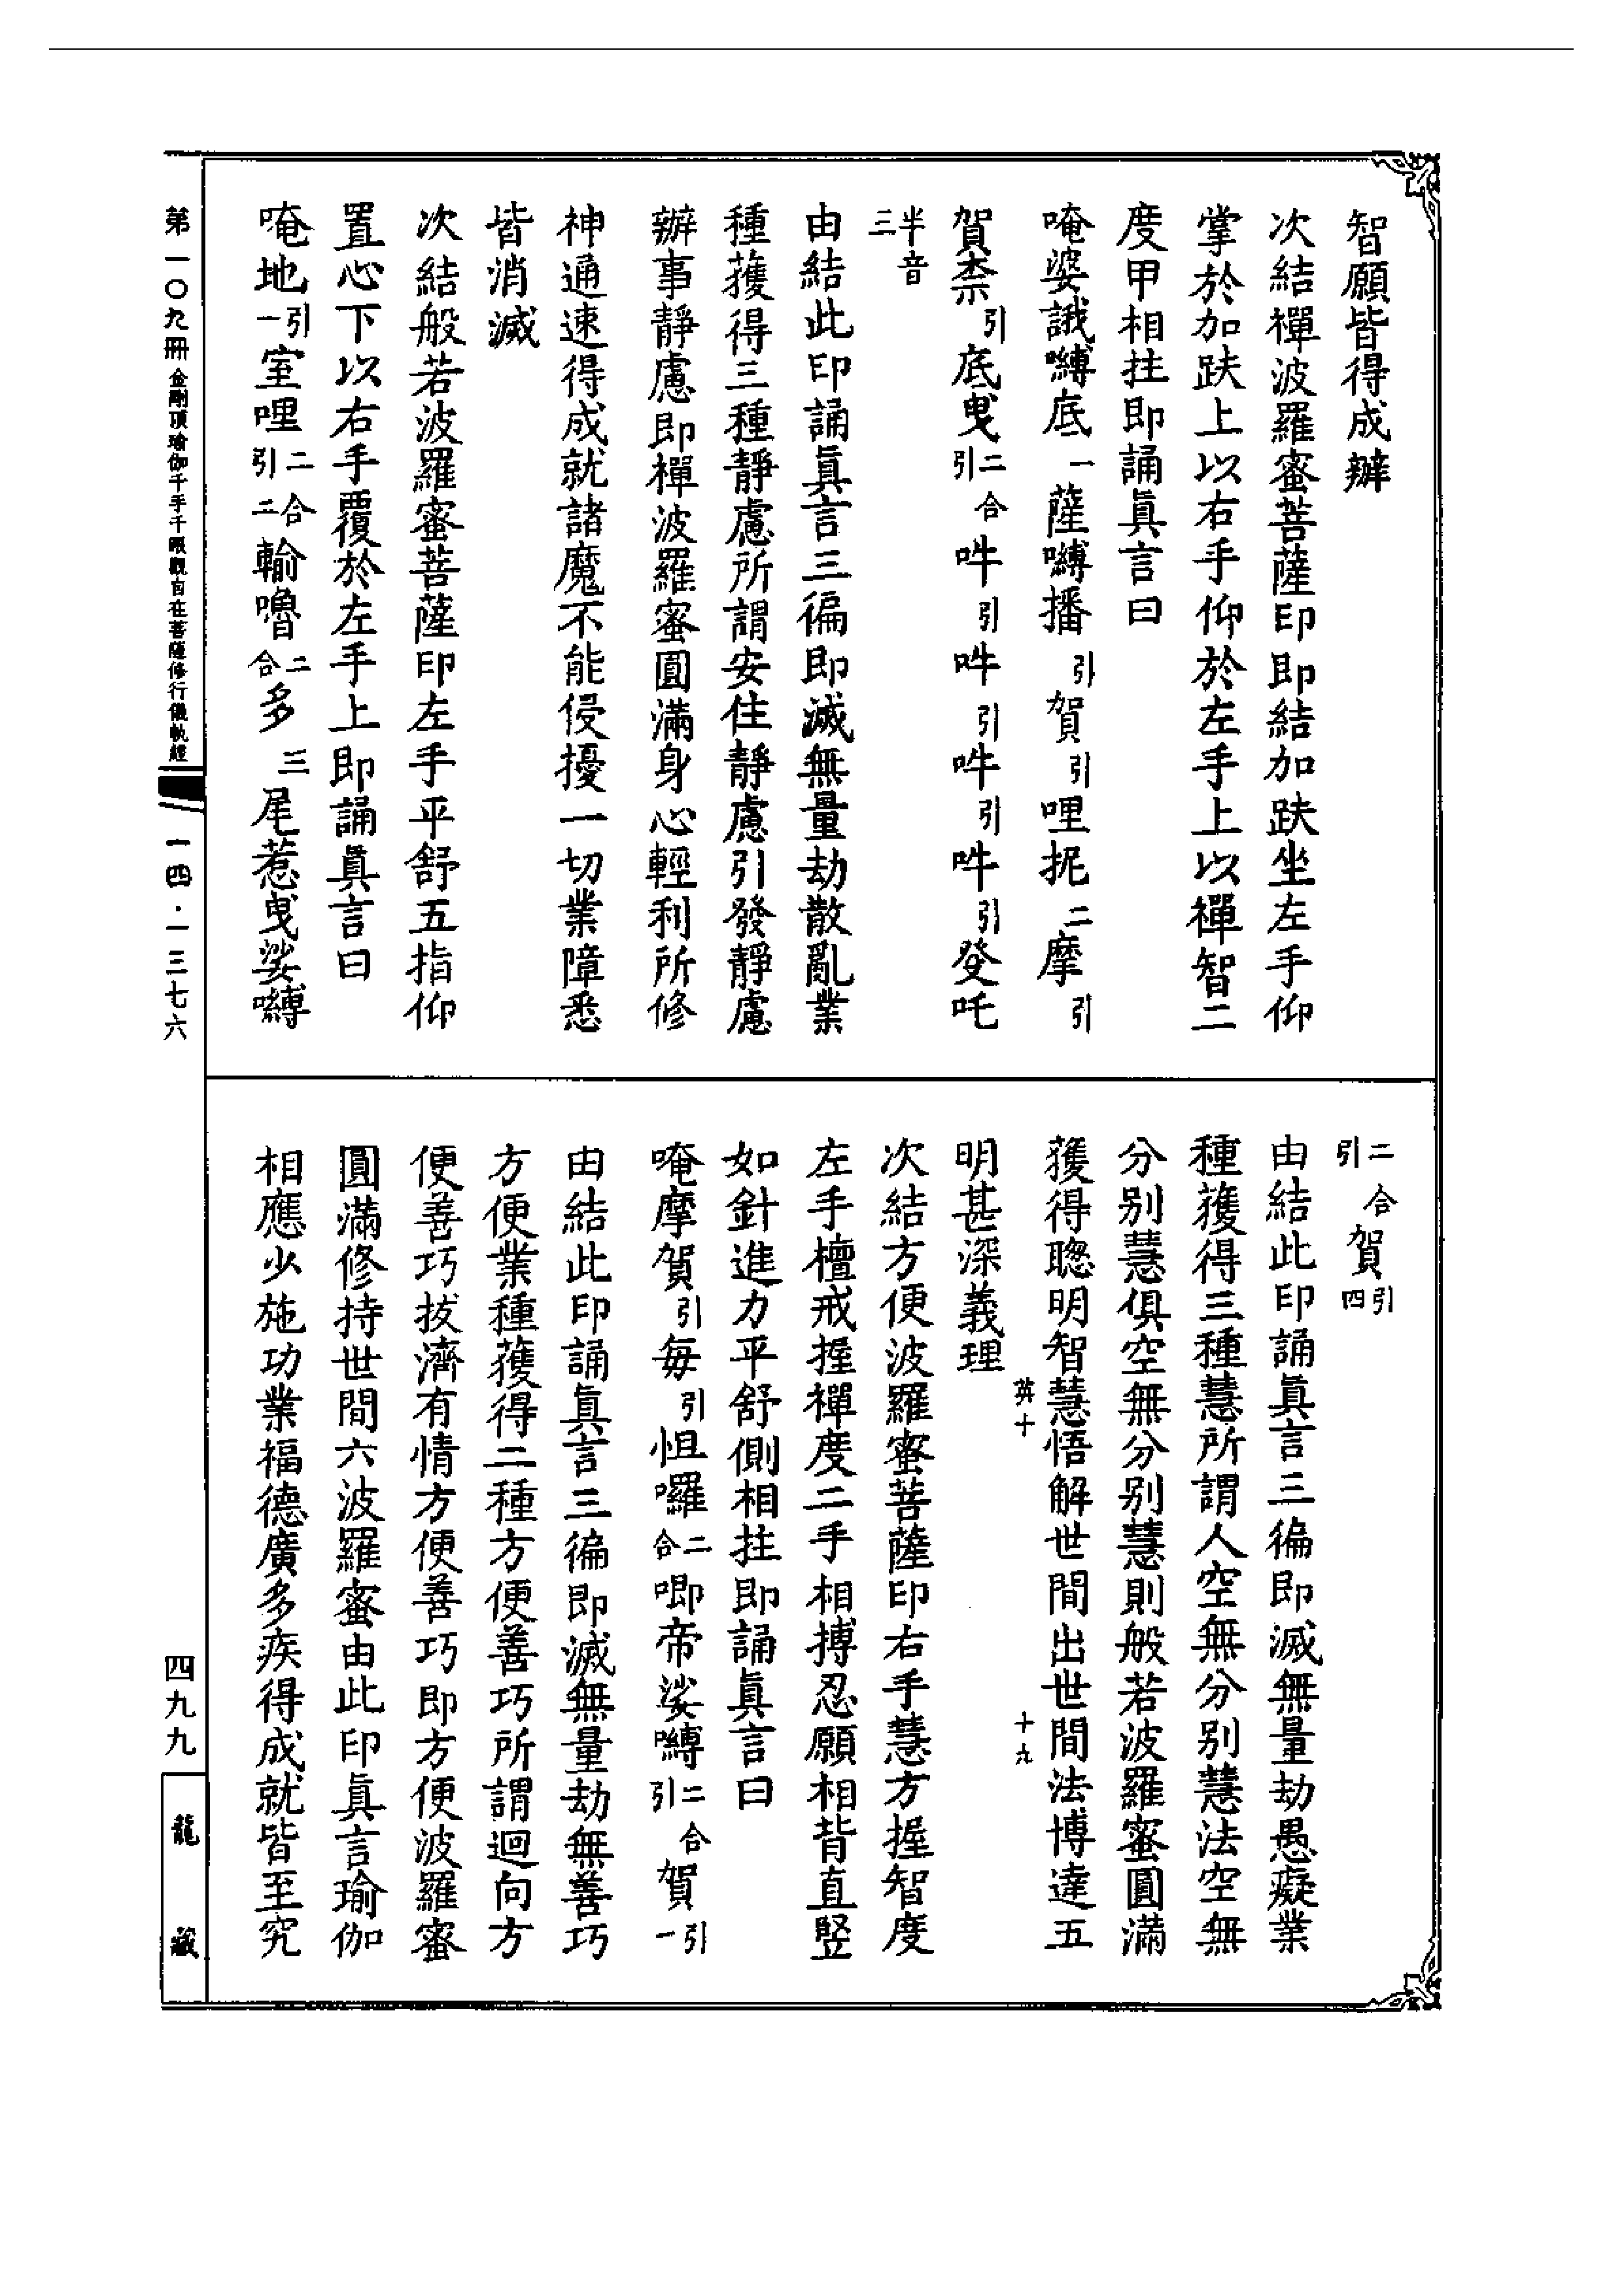 智願皆得成辦
次結禪波羅蜜菩薩印即結加趺坐左手仰
掌於加趺上以右手仰於左手上以禪智二
度甲相拄即誦眞言曰
唵婆誐嚩底一薩嚩播引賀引哩抳二摩引
賀柰引底曳二合引吽引吽引吽引吽引癹吒
半音三
由結此印誦眞言三徧即滅無量劫散亂業
種獲得三種靜慮所謂安住靜慮引發靜慮
辦事靜慮即禪波羅蜜圓滿身心輕利所修
神通速得成就諸魔不能侵擾一切業障悉
皆消滅
次結般若波羅蜜菩薩印左手平舒五指仰
置心下以右手覆於左手上即誦眞言曰
唵地引一室哩二合引二輸嚕二合多三尾惹曳娑嚩
二合引賀引四
由結此印誦眞言三徧即滅無量劫愚癡業
種獲得三種慧所謂人空無分别慧法空無
分别慧俱空無分别慧則般若波羅蜜圓滿
獲得聰明智慧悟解世間出世間法博達五
英十 十九
明甚深義理
次結方便波羅蜜菩薩印右手慧方握智度
左手檀戒握禪度二手相摶忍願相背直豎
如針進力平舒側相拄即誦眞言曰
唵摩賀引每引怛囉二合唧帝娑嚩二合引賀引一
由結此印誦眞言三徧即滅無量劫無善巧
方便業種獲得二種方便善巧所謂迴向方
便善巧拔濟有情方便善巧即方便波羅蜜
圓滿修持世間六波羅蜜由此印眞言瑜伽
相應少施功業福德廣多疾得成就皆至究
第一〇九冊 金剛頂瑜伽千手千眼觀自在菩薩修行儀軌經 一四·一三七六 四九九 龍藏